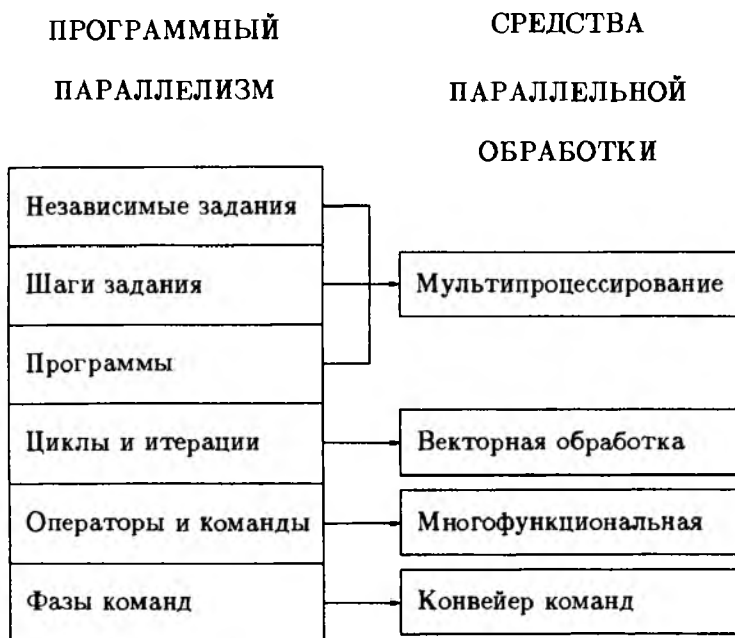 ПРОГРАММНЫЙ
ПАРАЛЛЕЛИЗМ
СРЕДСТВА
ПАРАЛЛЕЛЬНОЙ
ОБРАБОТКИ
Независимые задания
Шаги задания
Мультипроцессирование
Программы
Циклы и итерации
Векторная обработка
Операторы и команды
Многофункциональная
Фазы команд
Конвейер команд